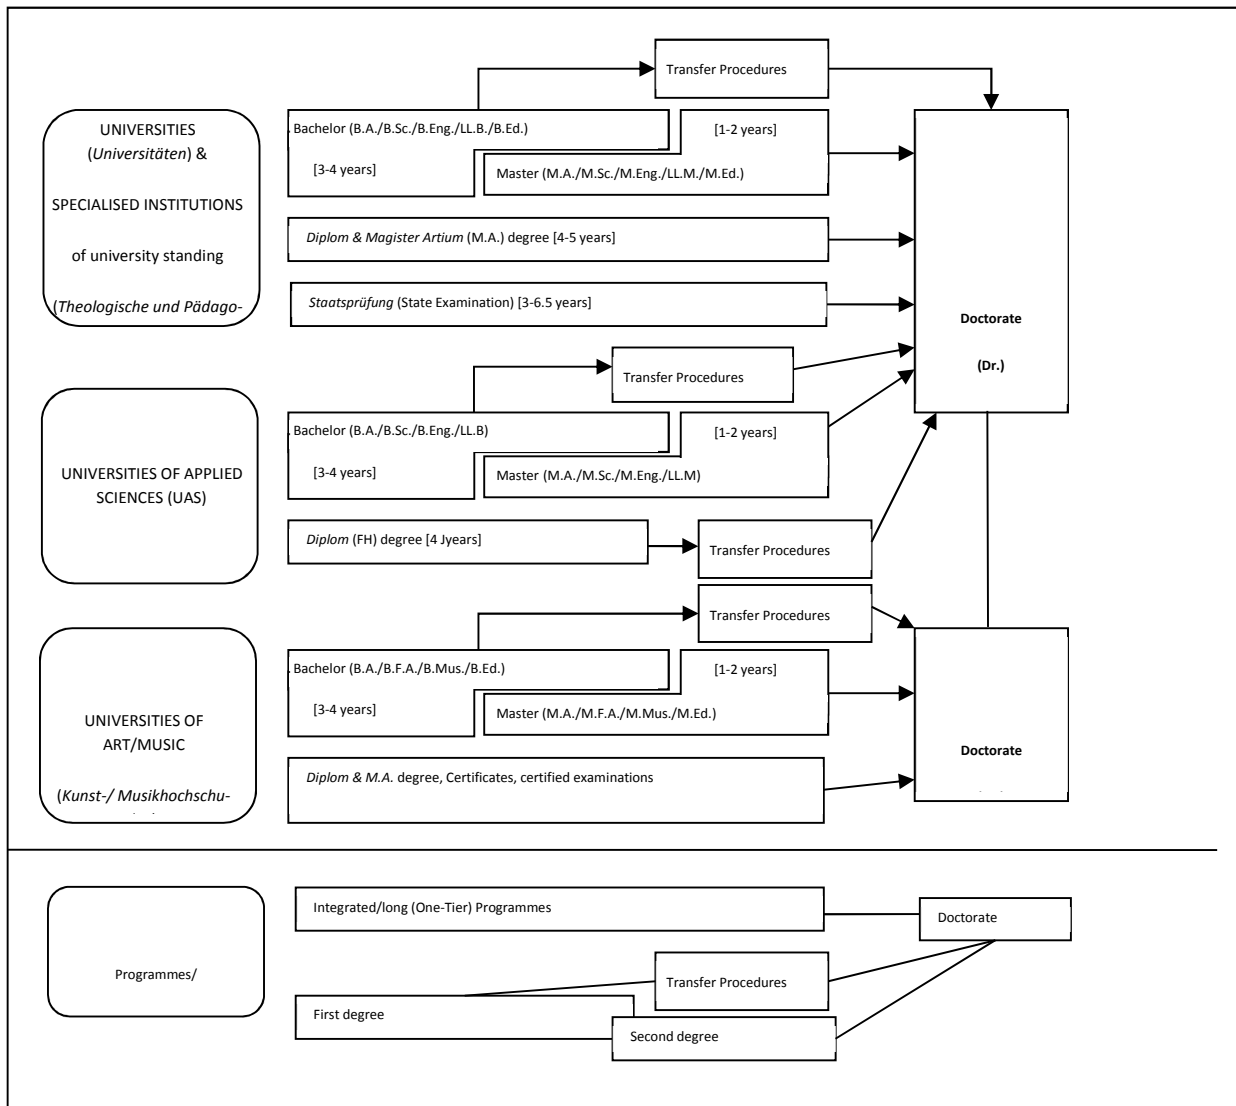 Transfer Procedures
UNIVERSITIES
(Universitäten) &
SPECIALISED INSTITUTIONS
of university standing
(Theologische und Pädago-
. Bachelor (B.A./B.Sc./B.Eng./LL.B./B.Ed.)
[1-2 years]
[3-4 years]
Master (M.A./M.Sc./M.Eng./LL.M./M.Ed.)
Diplom & Magister Artium (M.A.) degree [4-5 years]
Staatsprüfung (State Examination) [3-6.5 years]
Doctorate
(Dr.)
Transfer Procedures
UNIVERSITIES OF APPLIED
SCIENCES (UAS)
. Bachelor (B.A./B.Sc./B.Eng./LL.B)
[1-2 years]
[3-4 years]
Master (M.A./M.Sc./M.Eng./LL.M)
Diplom (FH) degree [4 Jyears]
Transfer Procedures
Transfer Procedures
UNIVERSITIES OF
ART/MUSIC
(Kunst-/ Musikhochschu-
. Bachelor (B.A./B.F.A./B.Mus./B.Ed.)
[1-2 years]
[3-4 years]
Master (M.A./M.F.A./M.Mus./M.Ed.)
Diplom & M.A. degree, Certificates, certified examinations
Doctorate
Programmes/
Integrated/long (One-Tier) Programmes
Doctorate
Transfer Procedures
First degree
Second degree